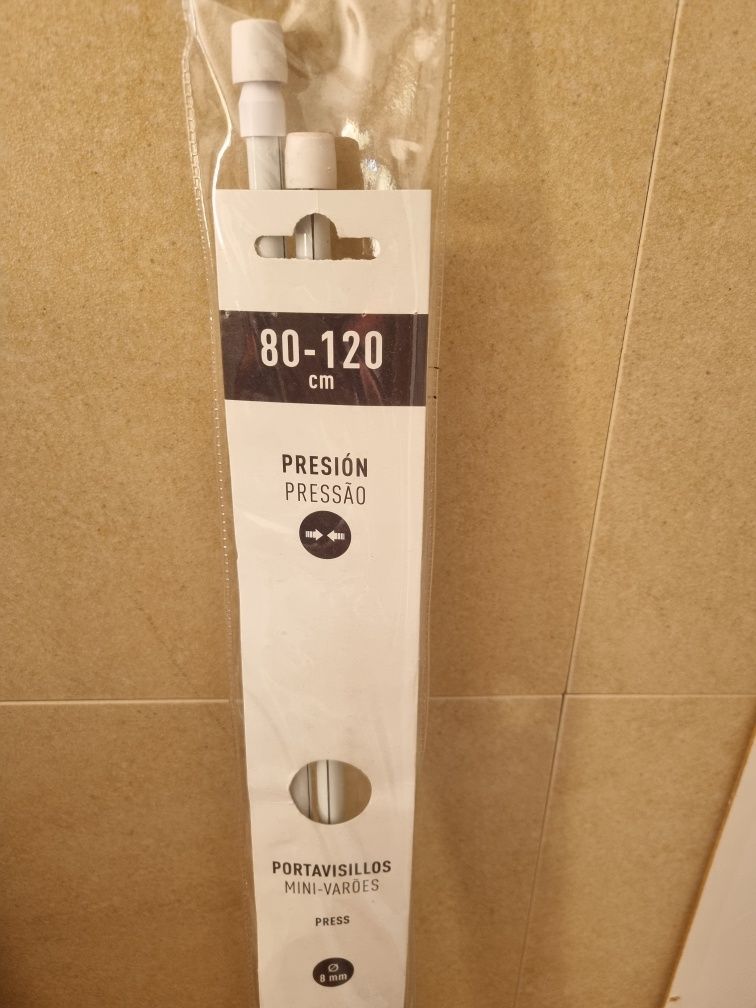 80-120
cm
PRESIÓN
PRESSÃO
PORTAVISILLOS
MINI-VARÕES
PRESS
Ø
8 mm